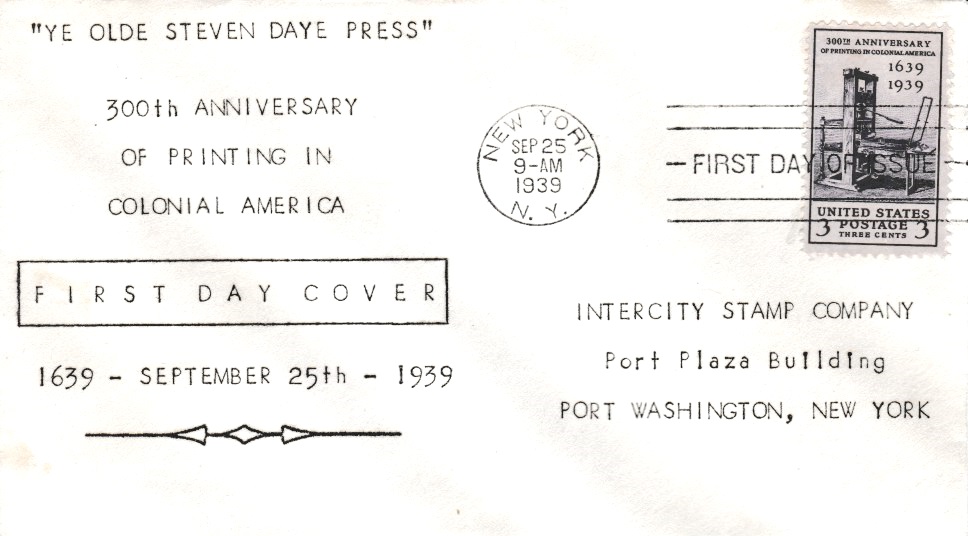 "YE OLDE STEVEN DAYE PRESS"
300th ANNIVERSARY
OF PRINTING IN
COLONIAL AMERICA
FIRST DAY COVER
1639 - SEPTEMBER 25th - 1939
NEW YORK
SEP 25
9-AM
1939
N. Y.
FIRST DAY OF ISSUE
300TH ANNIVERSARY
OF PRINTING IN COLONIAL AMERICA
1639
1939
UNITED STATES
3 POSTAGE 3
THREE CENTS
INTERCITY STAMP COMPANY
Port Plaza Building
PORT WASHINGTON, NEW YORK